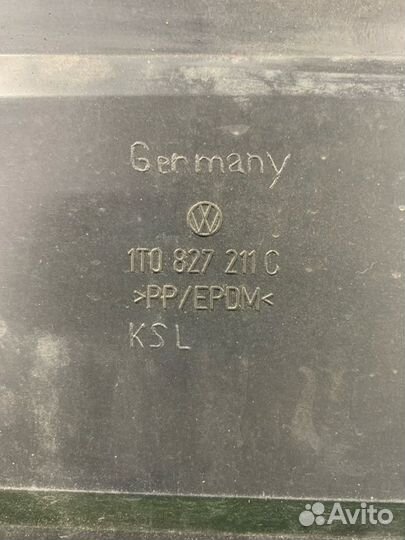 Germany
1T0 827 211 C
>PP/EPDM<
KSL
Avito